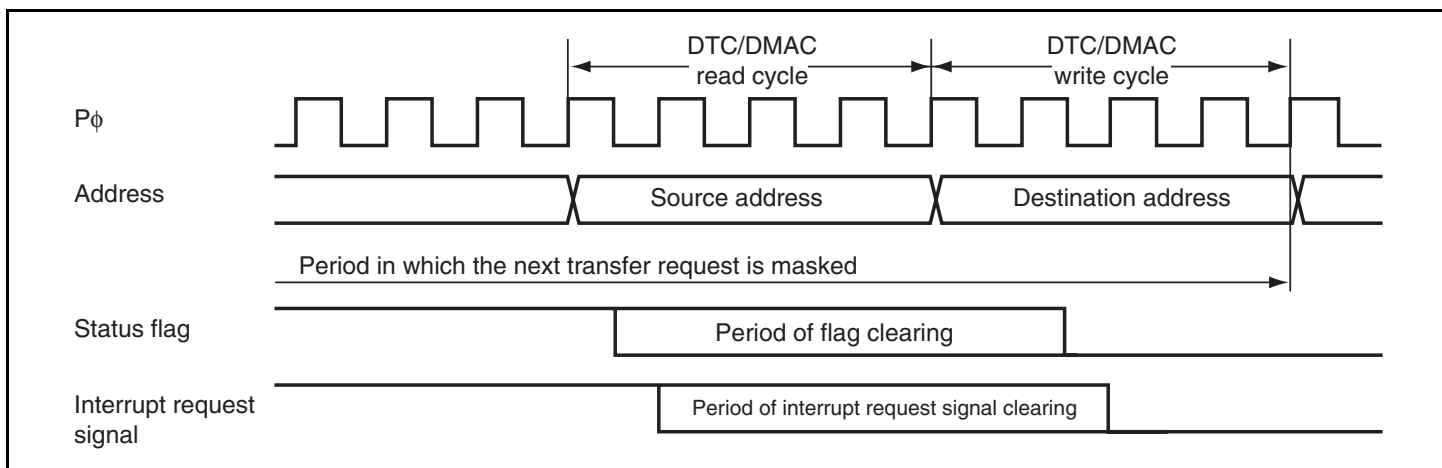 DTC/DMAC
read cycle
DTC/DMAC
write cycle
Pϕ
Address
Source address
Destination address
Period in which the next transfer request is masked
Status flag
Period of flag clearing
Interrupt request
signal
Period of interrupt request signal clearing